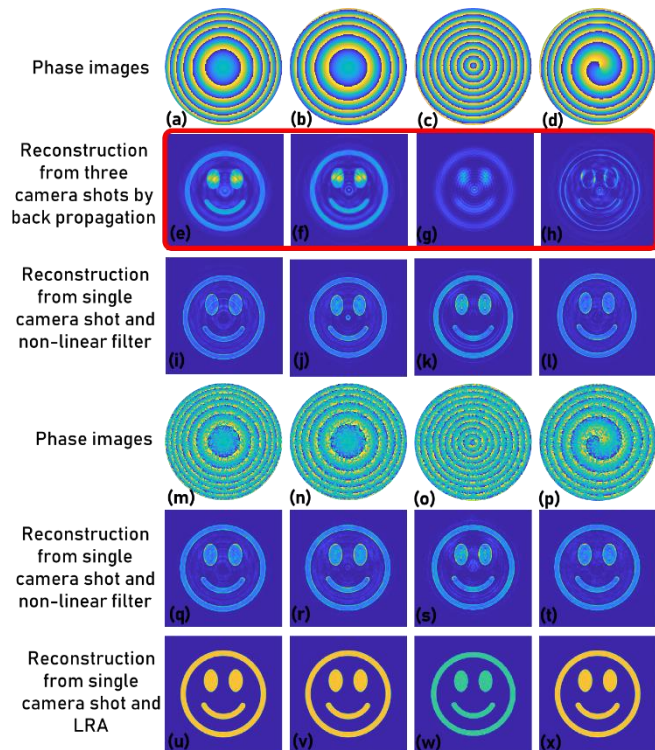 Phase images
(a) (b) (c) (d)
Reconstruction
from three
camera shots by
back propagation
(e) (f) (g) (h)
Reconstruction
from single
camera shot and
non-linear filter
(i) (j) (k) (l)
Phase images
(m) (n) (o) (p)
Reconstruction
from single
camera shot and
non-linear filter
(q) (r) (s) (t)
Reconstruction
from single
camera shot and
LRA
(u) (v) (w) (x)